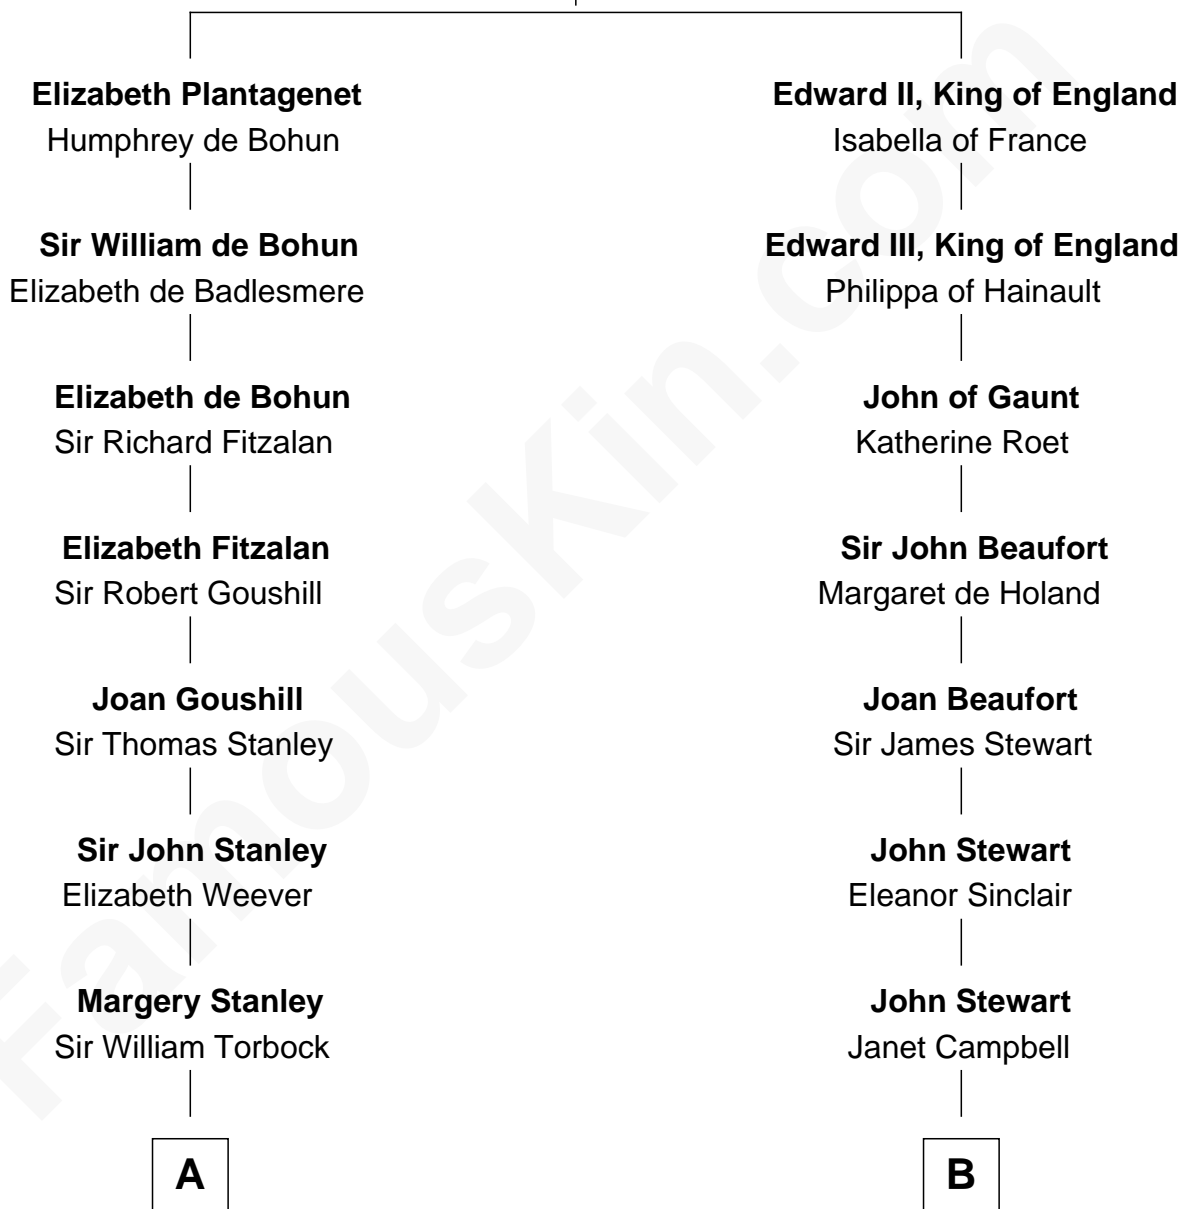 Elizabeth Plantagenet
Humphrey de Bohun
Sir William de Bohun
Elizabeth de Badlesmere
Elizabeth de Bohun
Sir Richard Fitzalan
Elizabeth Fitzalan
Sir Robert Goushill
Joan Goushill
Sir Thomas Stanley
Sir John Stanley
Elizabeth Weever
Margery Stanley
Sir William Torbock
A
Edward II, King of England
Isabella of France
Edward III, King of England
Philippa of Hainault
John of Gaunt
Katherine Roet
Sir John Beaufort
Margaret de Holand
Joan Beaufort
Sir James Stewart
John Stewart
Eleanor Sinclair
John Stewart
Janet Campbell
B
FamousKin.com